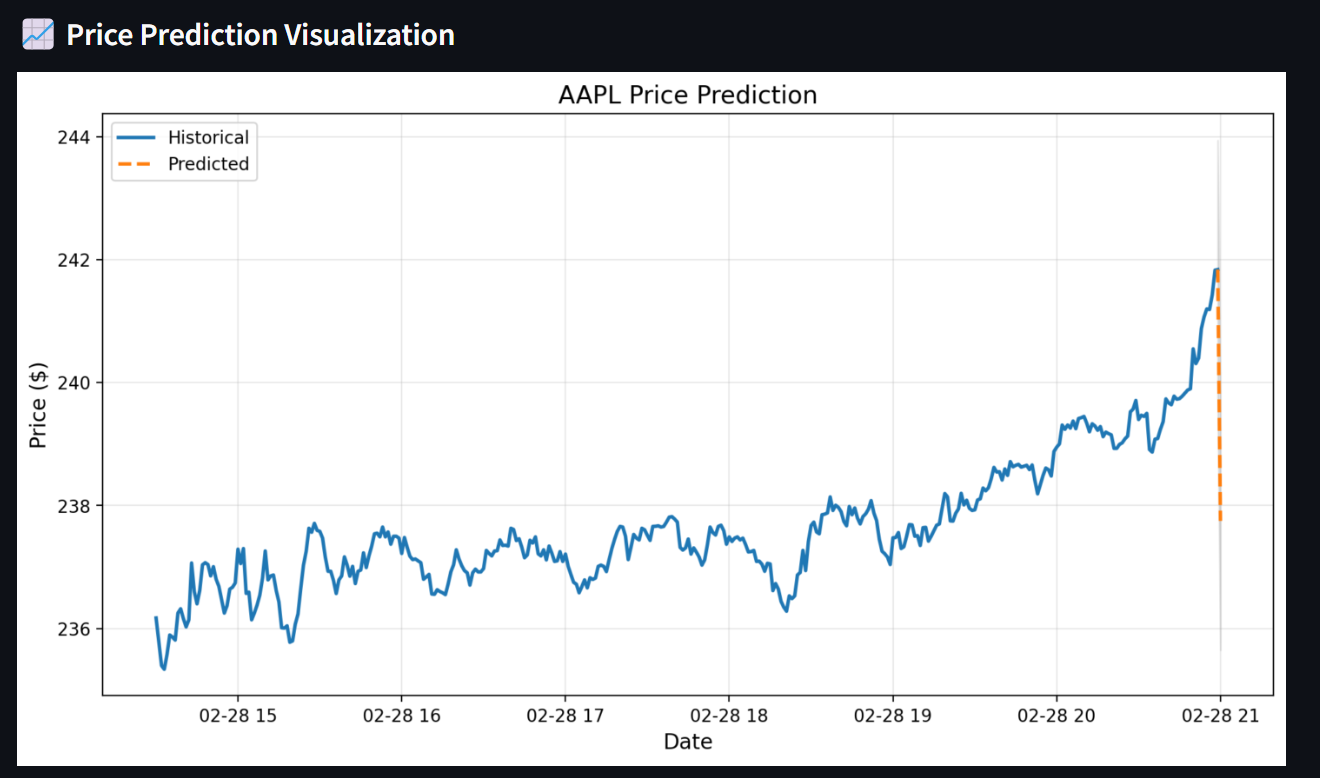 Price Prediction Visualization
AAPL Price Prediction
Historical
Predicted
244
242
240
238
236
Price ($)
02-28 15
02-28 16
02-28 17
02-28 18
02-28 19
02-28 20
02-28 21
Date